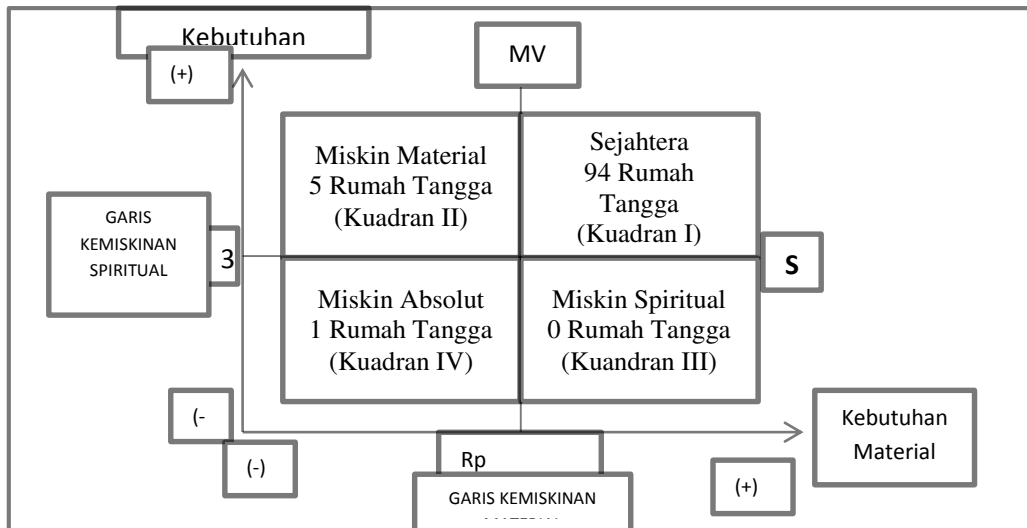 Kebutuhan
(+)
MV
Miskin Material
5 Rumah Tangga
(Kuadran II)
Sejahtera
94 Rumah
Tangga
(Kuadran I)
GARIS
KEMISKINAN
SPIRITUAL
3
S
Miskin Absolut
1 Rumah Tangga
(Kuadran IV)
Miskin Spiritual
0 Rumah Tangga
(Kuandran III)
(-
(-)
Rp
GARIS KEMISKINAN
(+)
Kebutuhan
Material